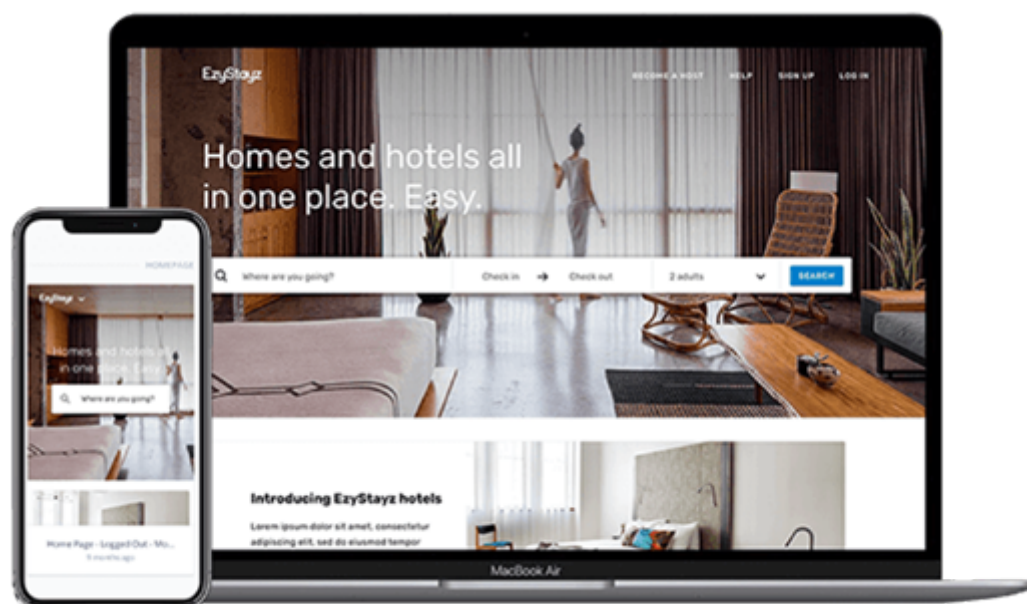 EzyStayz
BECOME A HOST HELP SIGN UP LOG IN
Homes and hotels all
in one place. Easy.
Where are you going? Check in → Check out 2 adults SEARCH
Introducing EzyStayz hotels
Lorem ipsum dolor sit amet, consectetur
adipiscing elit, sed do eiusmod tempor
MacBook Air
HOMEPAGE
EzyStayz
Homes and hotels all
in one place. Easy.
Where are you going?
Home Page - Logged Out - Mo...
9 months ago